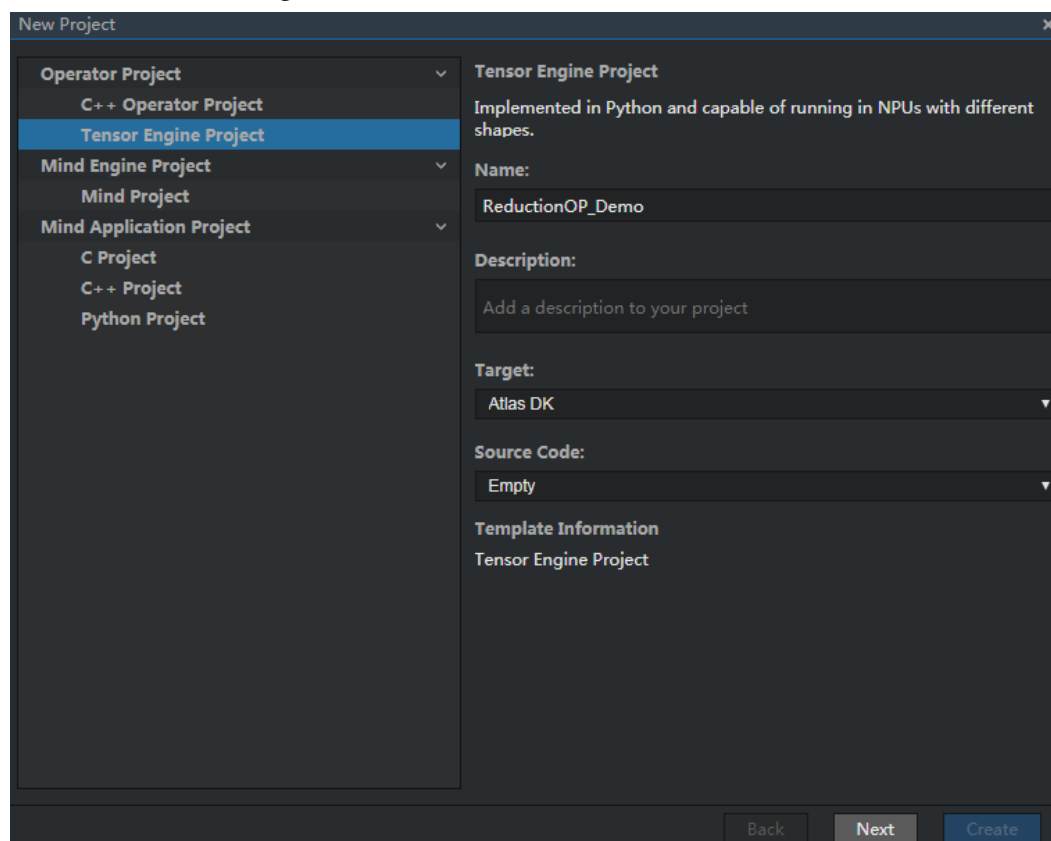 New Project
Operator Project
C++ Operator Project
Tensor Engine Project
Mind Engine Project
Mind Project
Mind Application Project
C Project
C++ Project
Python Project
Tensor Engine Project
Implemented in Python and capable of running in NPUs with different
shapes.
Name:
ReductionOP_Demo
Description:
Add a description to your project
Target:
Atlas DK
Source Code:
Empty
Template Information
Tensor Engine Project
Back
Next
Create